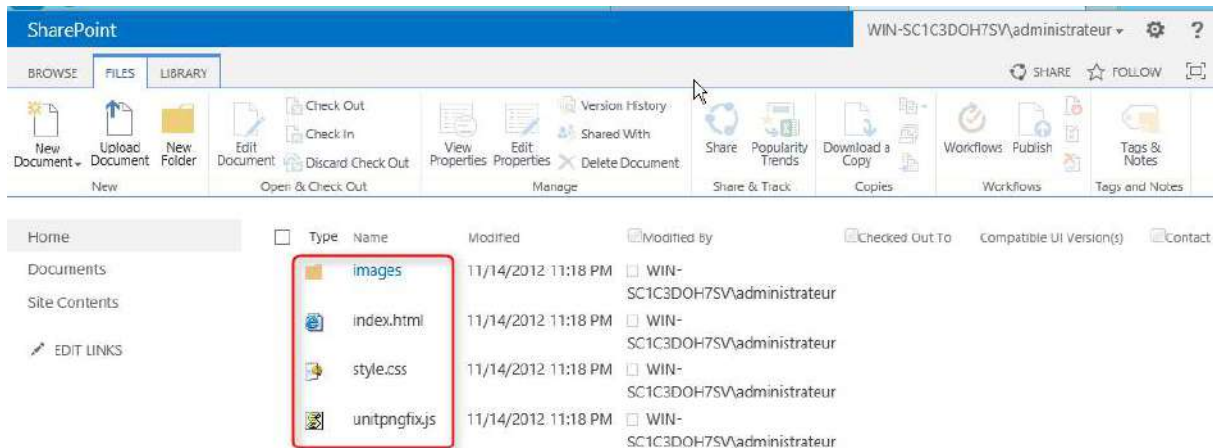 SharePoint
WIN-SC1C3DOH7SV\administrateur
?
BROWSE FILES LIBRARY
SHARE FOLLOW
New Document
Upload Document
New Folder
New
Edit Document
Check Out
Check In
Discard Check Out
Open & Check Out
View Properties
Edit Properties
Version History
Shared With
Delete Document
Manage
Share
Popularity Trends
Share & Track
Download a Copy
Copies
Workflows
Publish
Workflows
Tags & Notes
Tags and Notes
Home
Documents
Site Contents
EDIT LINKS
Type Name Modified Modified By Checked Out To Compatible UI Version(s) Contact
images 11/14/2012 11:18 PM WIN-
SC1C3DOH7SV\administrateur
index.html 11/14/2012 11:18 PM WIN-
SC1C3DOH7SV\administrateur
style.css 11/14/2012 11:18 PM WIN-
SC1C3DOH7SV\administrateur
unitpngfix.js 11/14/2012 11:18 PM WIN-
SC1C3DOH7SV\administrateur